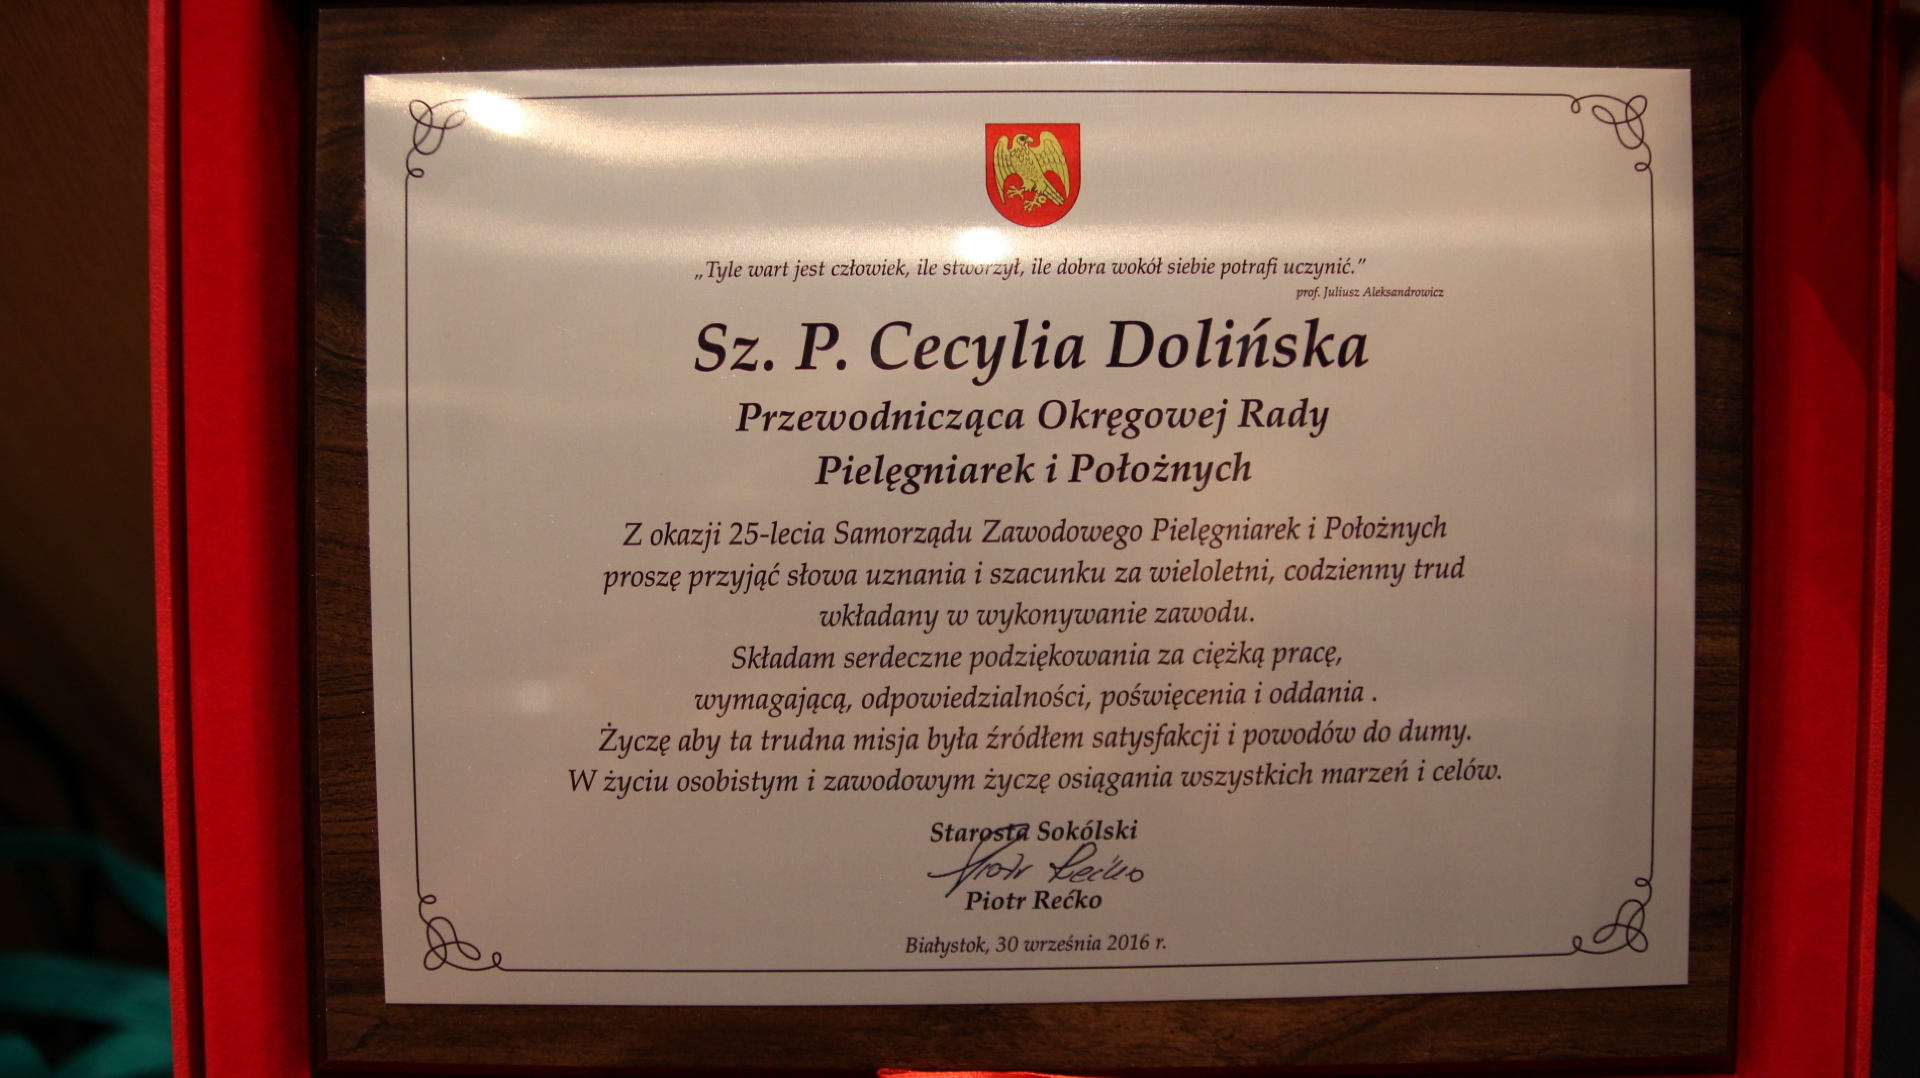 „Tyle wart jest człowiek, ile stworzył, ile dobra wokół siebie potrafi uczynić.”
prof. Juliusz Aleksandrowicz
Sz. P. Cecylia Dolińska
Przewodnicząca Okręgowej Rady
Pielęgniarek i Położnych
Z okazji 25-lecia Samorządu Zawodowego Pielęgniarek i Położnych
proszę przyjąć słowa uznania i szacunku za wieloletni, codzienny trud
wkładany w wykonywanie zawodu.
Składam serdeczne podziękowania za ciężką pracę,
wymagającą, odpowiedzialności, poświęcenia i oddania .
Życzę aby ta trudna misja była źródłem satysfakcji i powodów do dumy.
W życiu osobistym i zawodowym życzę osiągania wszystkich marzeń i celów.
Starosta Sokólski
Piotr Rećko
Piotr Rećko
Białystok, 30 września 2016 r.